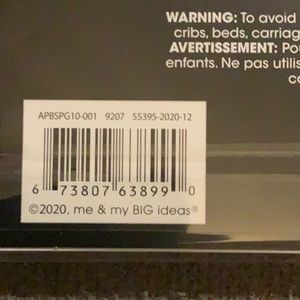 WARNING: To avoid
cribs, beds, carriag
AVERTISSEMENT: Po
enfants. Ne pas utilis
co
APBSPG10-001 9207 55395-2020-12
6 73807 63899 0
©2020, me & my BIG ideas®